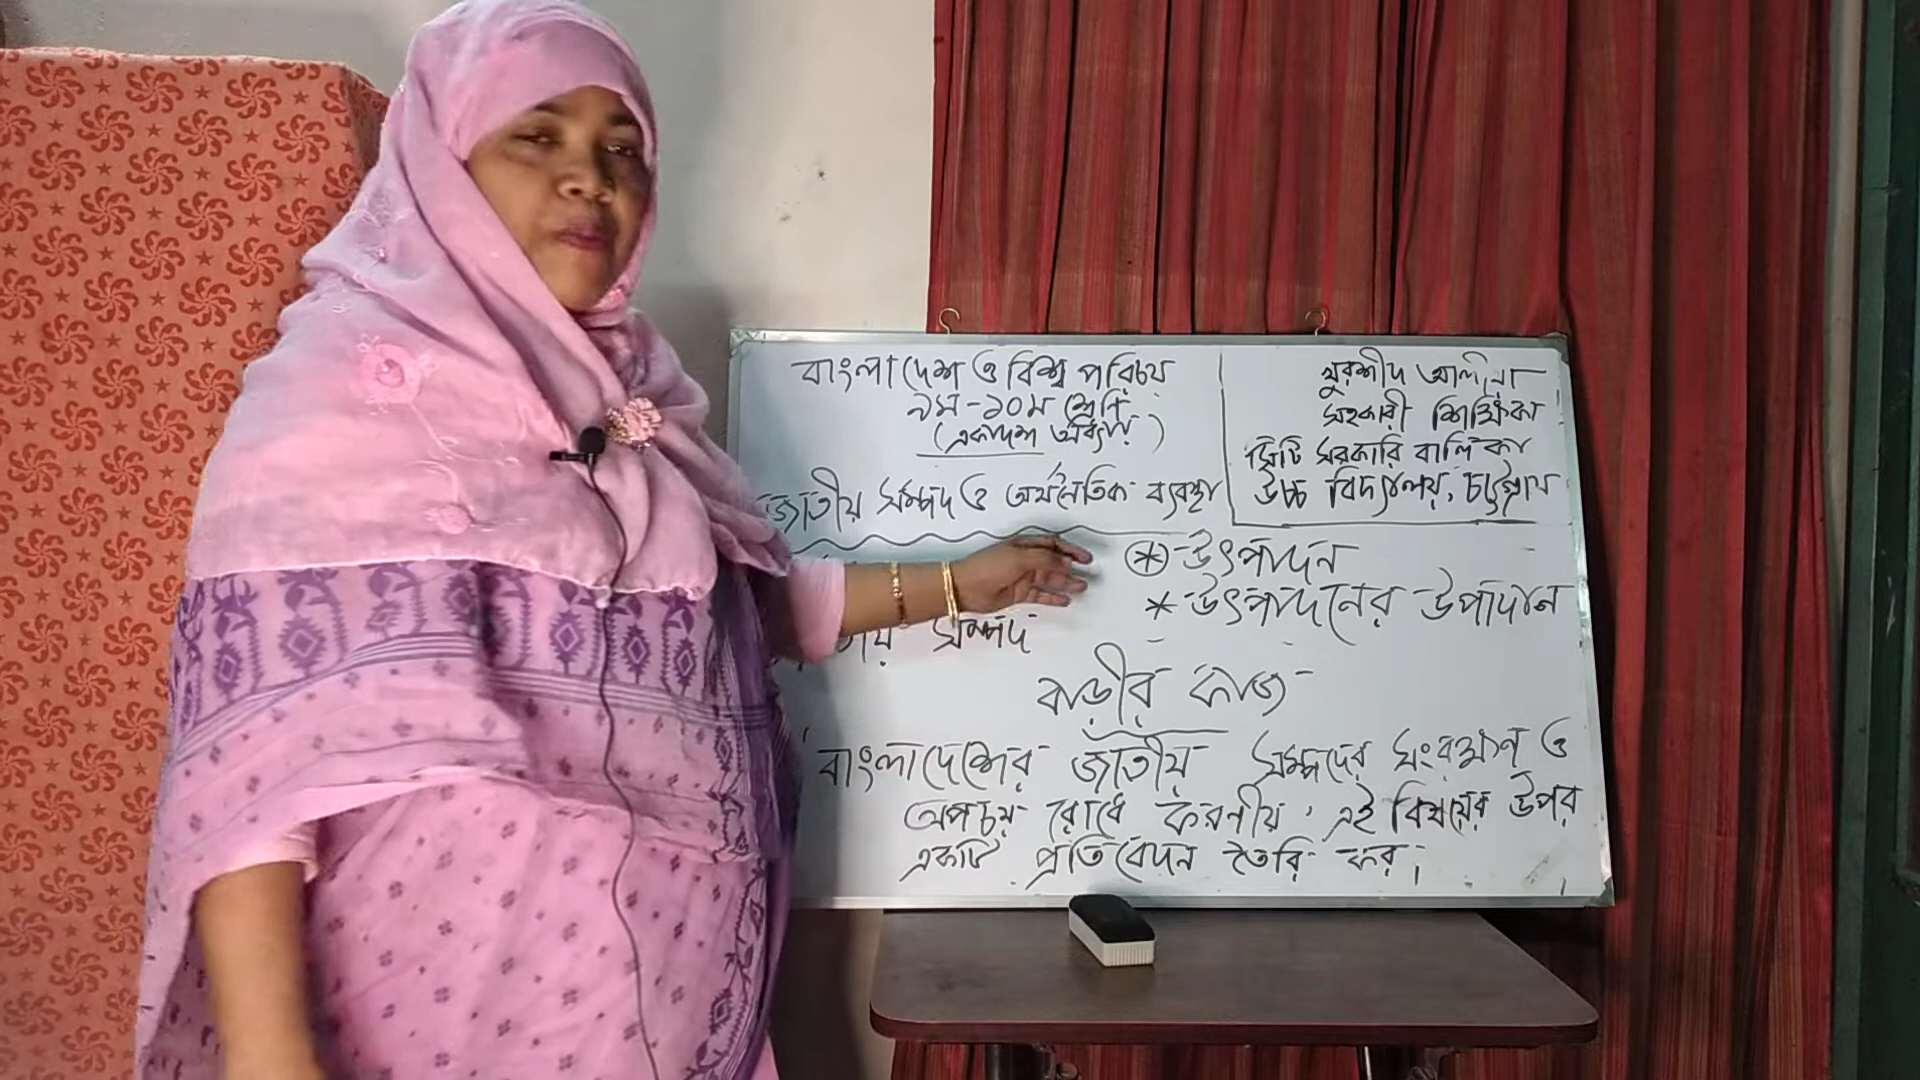 বাংলাদেশ ও বিশ্ব পরিচয়
৯ম-১০ম শ্রেণি
(একাদশ অধ্যায়)
জাতীয় সম্পদ ও অর্থনৈতিক ব্যবস্থা
খুরশীদ
সহকারী শিক্ষিকা
সিটি সরকারি বালিকা
উচ্চ বিদ্যালয়, চট্টগ্রাম
* উৎপাদন
* উৎপাদনের উপাদান
সম্পদ
বাড়ীর কাজ
বাংলাদেশের জাতীয় সম্পদের সংরক্ষণ ও
অপচয় রোধে করনীয়, এই বিষয়ের উপর
একটি প্রতিবেদন তৈরি কর।